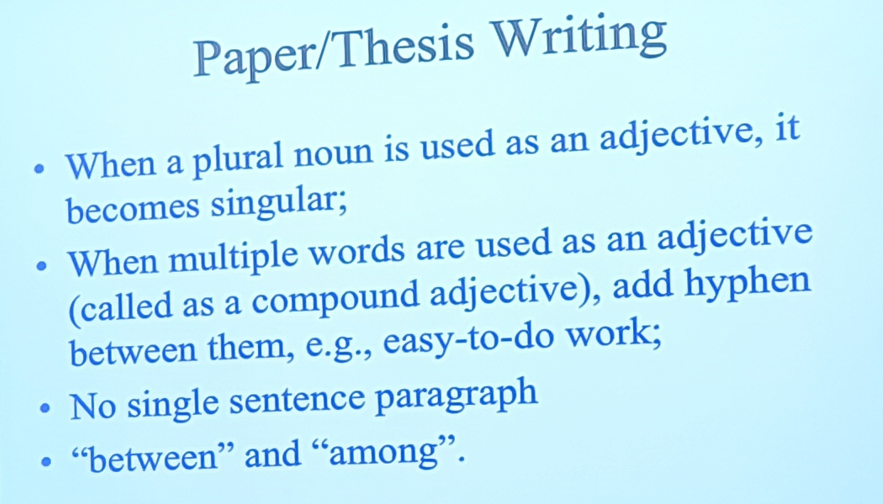 Paper/Thesis Writing
• When a plural noun is used as an adjective, it
becomes singular;
• When multiple words are used as an adjective
(called as a compound adjective), add hyphen
between them, e.g., easy-to-do work;
• No single sentence paragraph
• “between” and “among”.